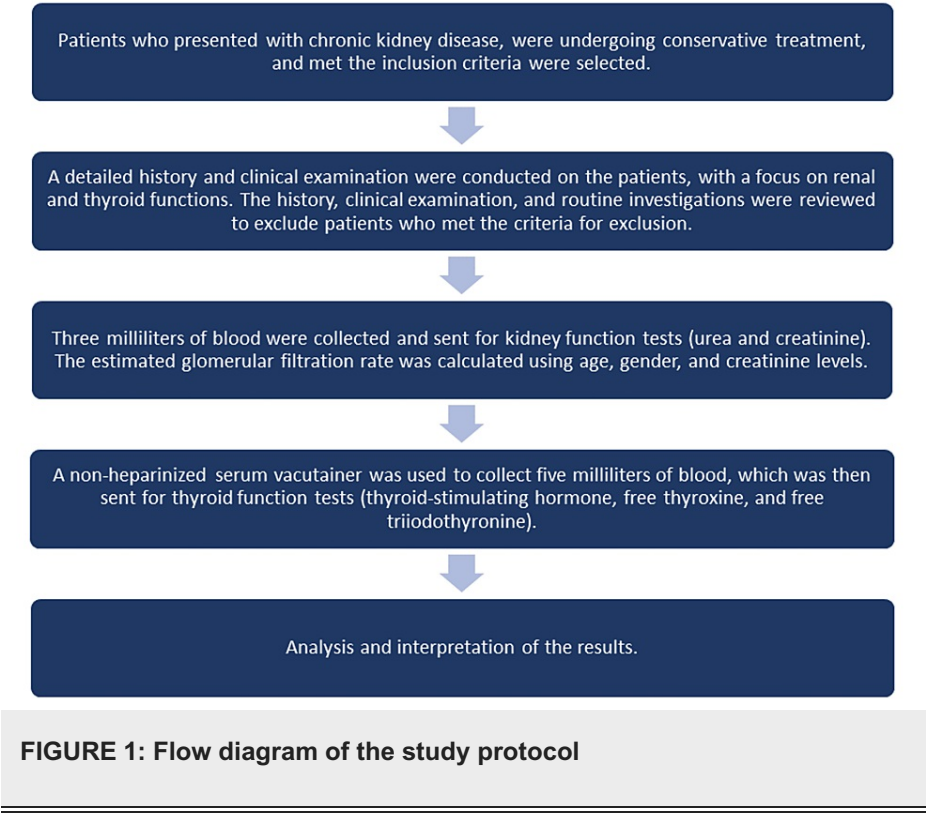 Patients who presented with chronic kidney disease, were undergoing conservative treatment,
and met the inclusion criteria were selected.
A detailed history and clinical examination were conducted on the patients, with a focus on renal
and thyroid functions. The history, clinical examination, and routine investigations were reviewed
to exclude patients who met the criteria for exclusion.
Three milliliters of blood were collected and sent for kidney function tests (urea and creatinine).
The estimated glomerular filtration rate was calculated using age, gender, and creatinine levels.
A non-heparinized serum vacutainer was used to collect five milliliters of blood, which was then
sent for thyroid function tests (thyroid-stimulating hormone, free thyroxine, and free
triiodothyronine).
Analysis and interpretation of the results.
FIGURE 1: Flow diagram of the study protocol